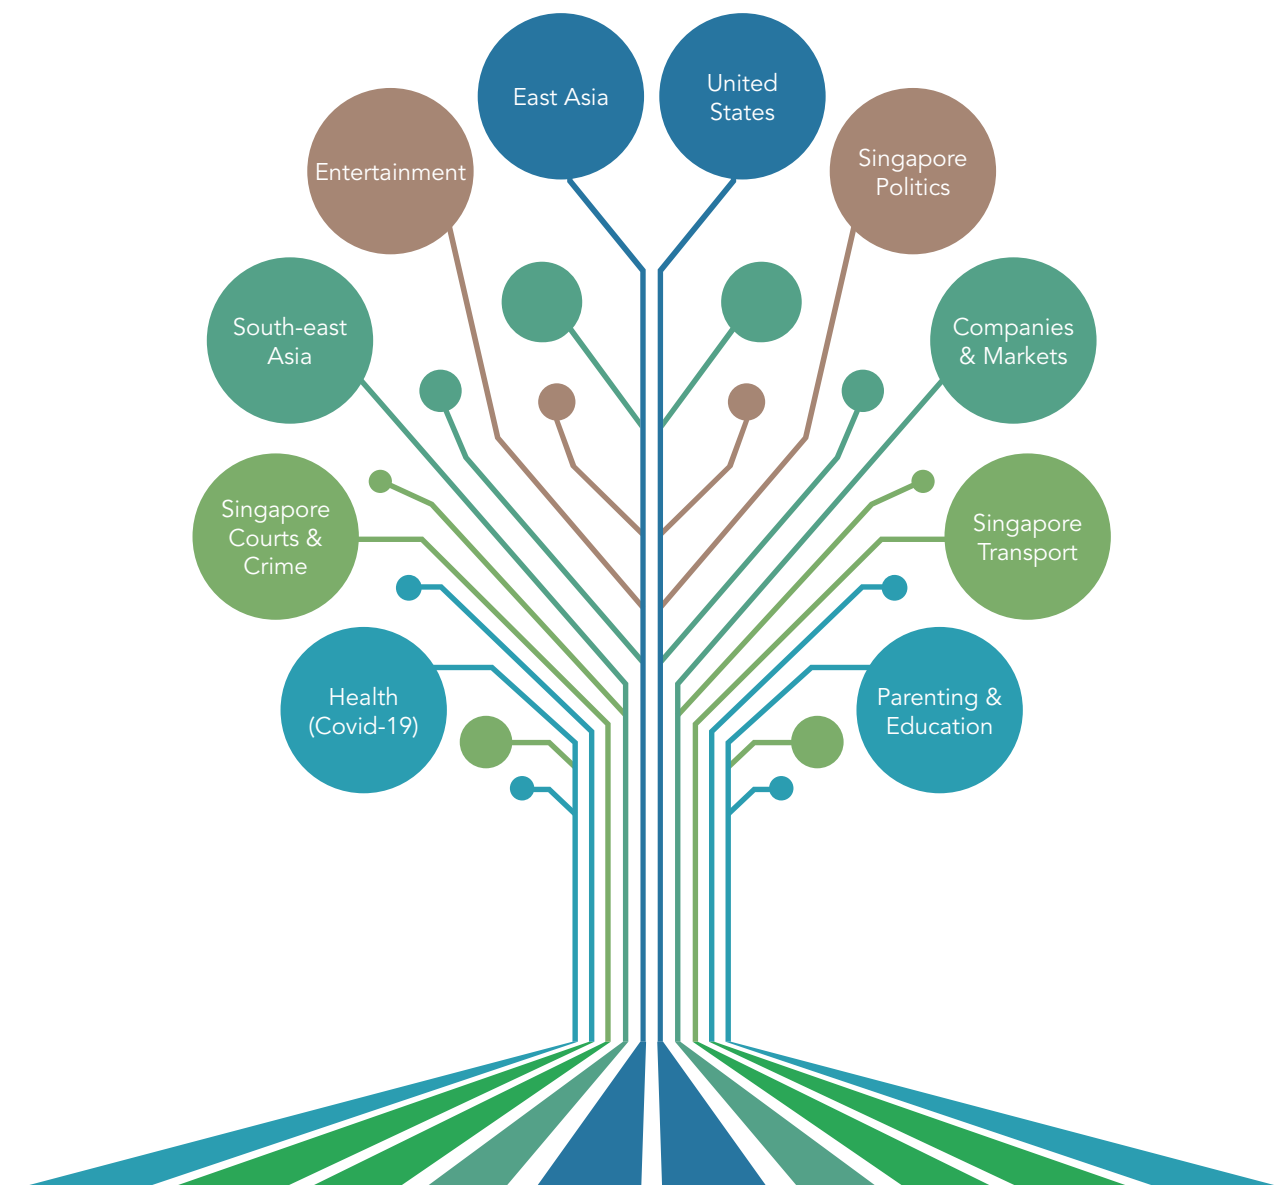 East Asia
United
States
Entertainment
Singapore
Politics
South-east
Asia
Companies
& Markets
Singapore
Courts &
Crime
Singapore
Transport
Health
(Covid-19)
Parenting &
Education